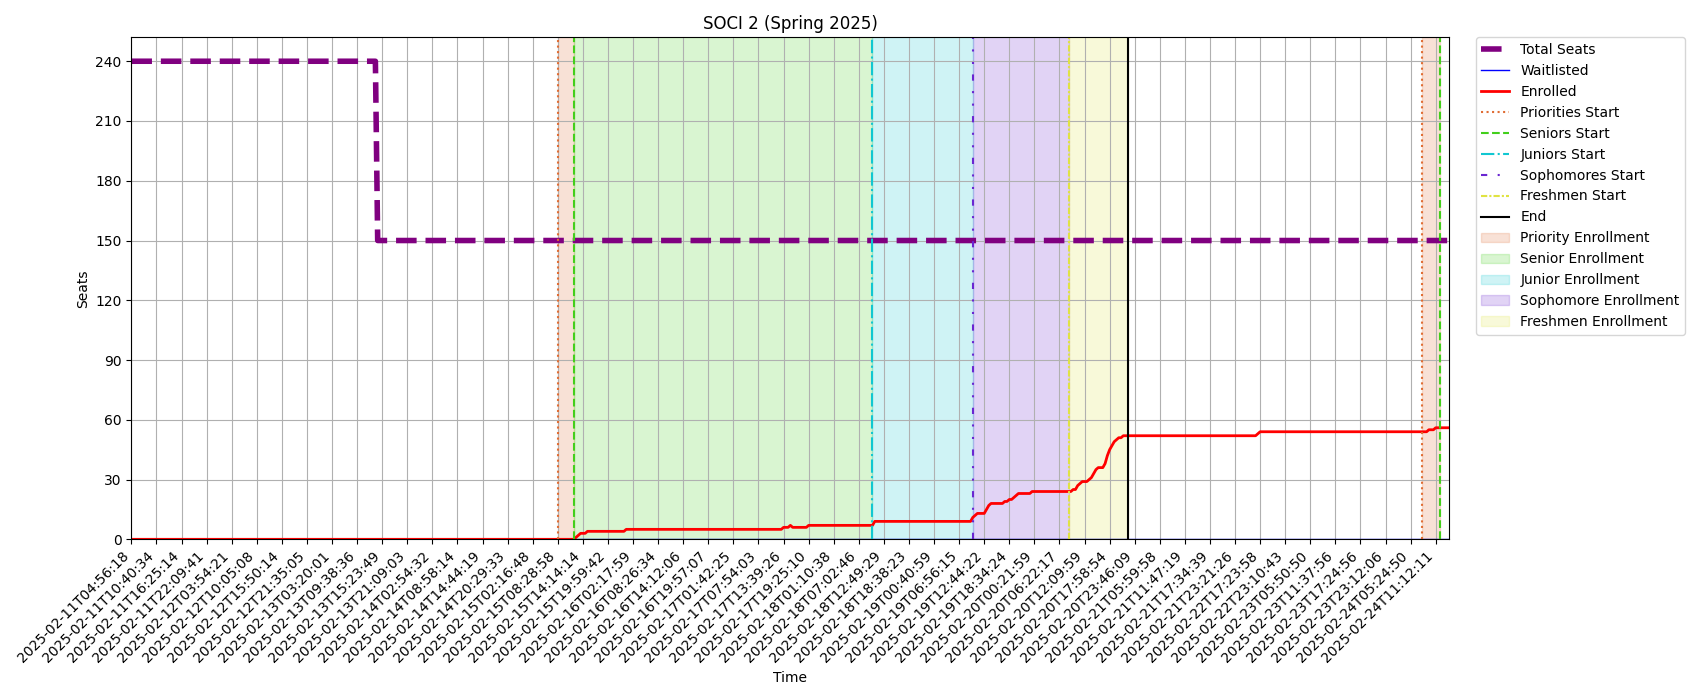 SOCI 2 (Spring 2025)
Seats
240
210
180
150
120
90
60
30
0
2025-02-11T04:56:18
2025-02-11T10:40:34
2025-02-11T16:25:14
2025-02-11T22:09:41
2025-02-12T03:54:21
2025-02-12T10:05:08
2025-02-12T15:50:14
2025-02-12T21:35:05
2025-02-13T03:20:01
2025-02-13T09:38:36
2025-02-13T15:23:49
2025-02-13T21:09:03
2025-02-14T02:54:32
2025-02-14T08:58:14
2025-02-14T14:44:19
2025-02-14T20:29:33
2025-02-15T02:16:48
2025-02-15T08:28:58
2025-02-15T14:14:14
2025-02-15T19:59:42
2025-02-16T02:17:59
2025-02-16T08:26:34
2025-02-16T14:12:06
2025-02-16T19:57:07
2025-02-17T01:42:25
2025-02-17T07:54:03
2025-02-17T13:39:26
2025-02-17T19:25:10
2025-02-18T01:10:38
2025-02-18T07:02:46
2025-02-18T12:49:29
2025-02-18T18:38:23
2025-02-19T00:40:59
2025-02-19T06:56:15
2025-02-19T12:44:22
2025-02-19T18:34:24
2025-02-20T00:21:59
2025-02-20T06:22:17
2025-02-20T12:09:59
2025-02-20T17:58:54
2025-02-20T23:46:09
2025-02-21T05:59:58
2025-02-21T11:47:19
2025-02-21T17:34:39
2025-02-21T23:21:26
2025-02-22T17:23:58
2025-02-22T23:10:43
2025-02-23T05:50:50
2025-02-23T11:37:56
2025-02-23T17:24:56
2025-02-23T23:12:06
2025-02-24T05:24:50
2025-02-24T11:12:11
Time
Total Seats
Waitlisted
Enrolled
Priorities Start
Seniors Start
Juniors Start
Sophomores Start
Freshmen Start
End
Priority Enrollment
Senior Enrollment
Junior Enrollment
Sophomore Enrollment
Freshmen Enrollment